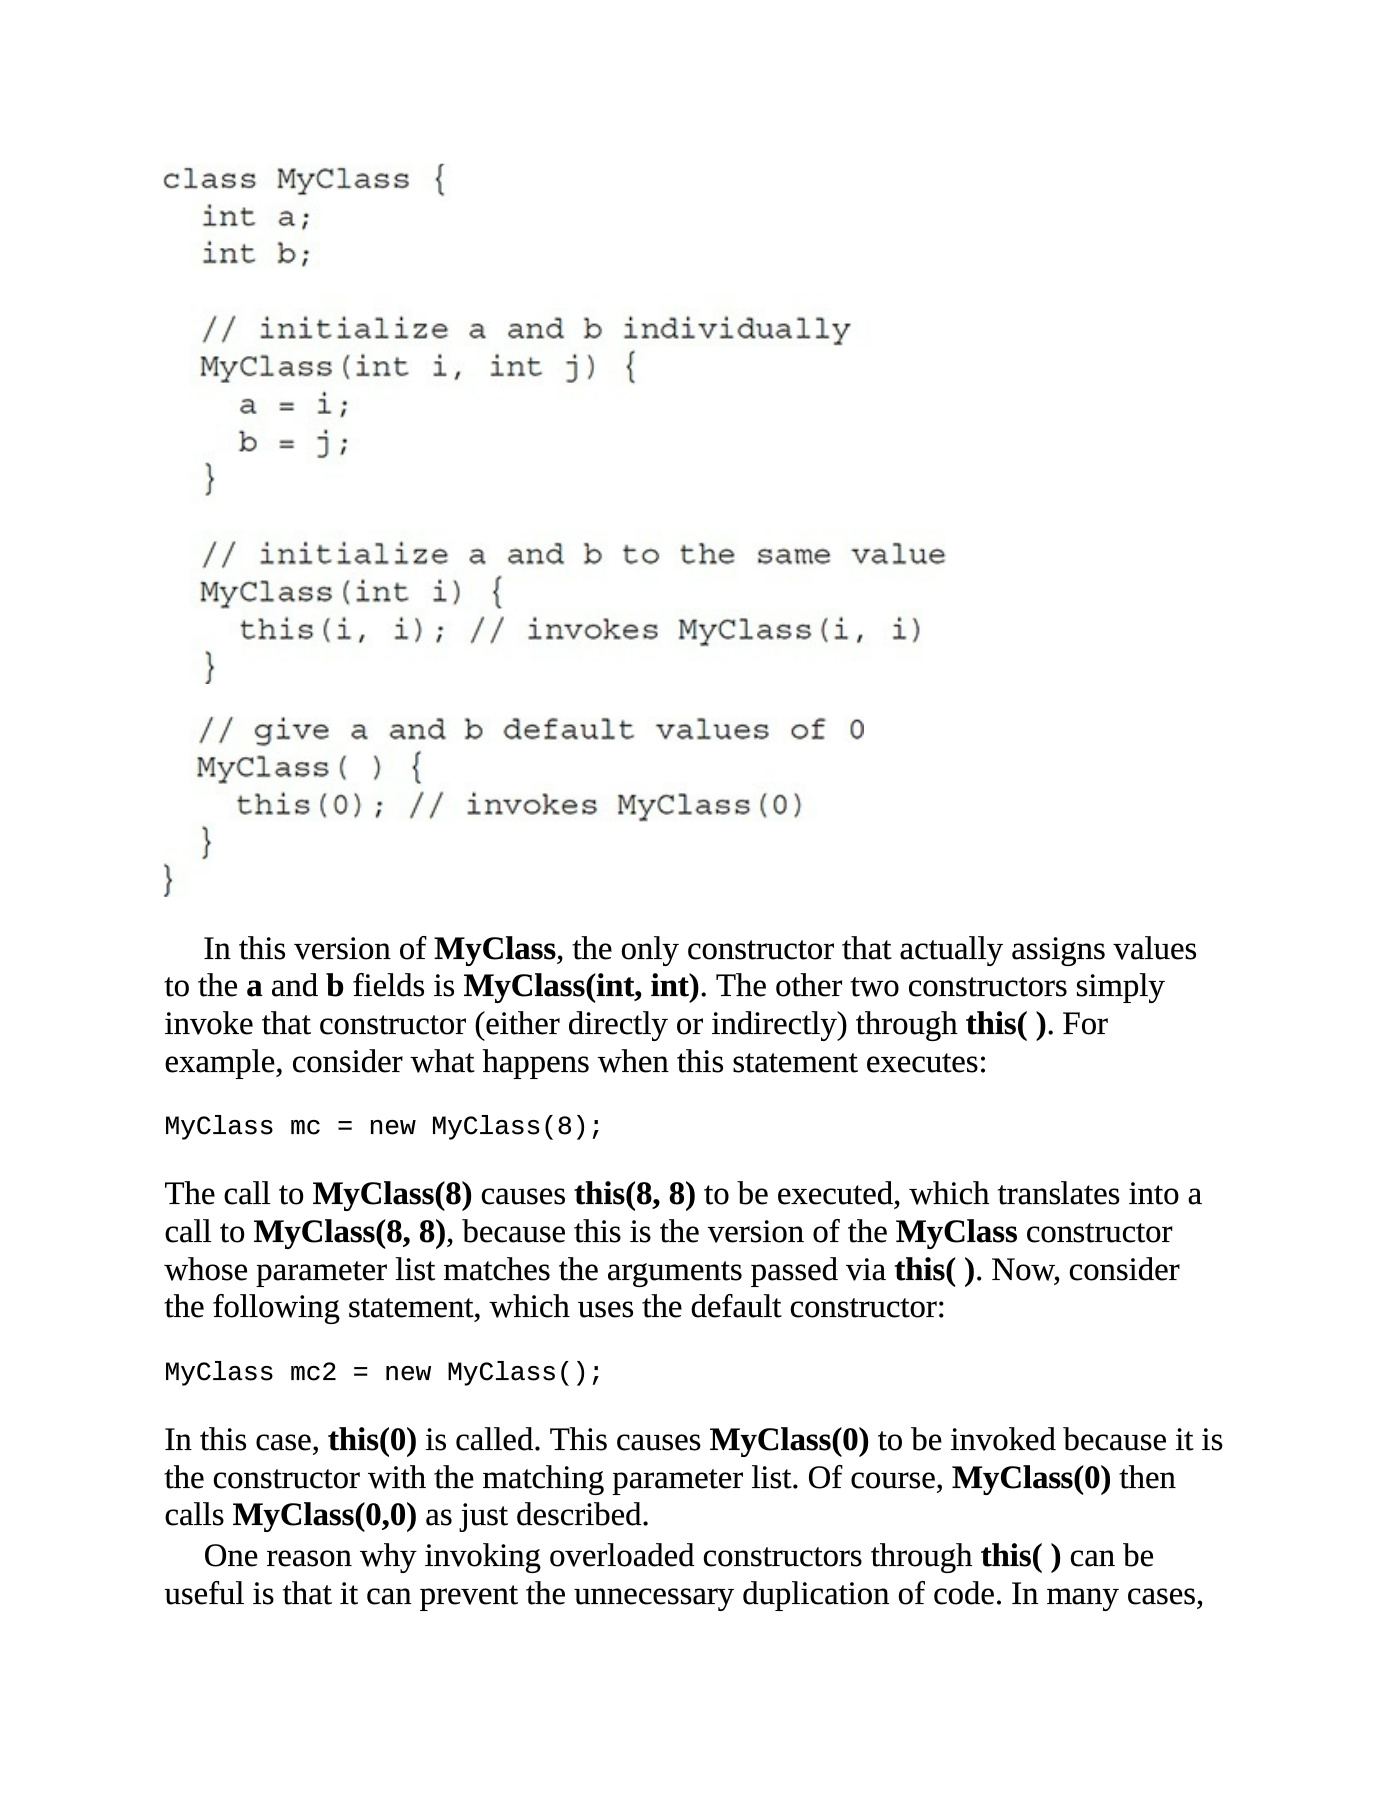 class MyClass {
  int a;
  int b;

  // initialize a and b individually
  MyClass(int i, int j) {
    a = i;
    b = j;
  }

  // initialize a and b to the same value
  MyClass(int i) {
    this(i, i); // invokes MyClass(i, i)
  }

  // give a and b default values of 0
  MyClass( ) {
    this(0); // invokes MyClass(0)
  }
}
In this version of MyClass, the only constructor that actually assigns values
to the a and b fields is MyClass(int, int). The other two constructors simply
invoke that constructor (either directly or indirectly) through this( ). For
example, consider what happens when this statement executes:
MyClass mc = new MyClass(8);
The call to MyClass(8) causes this(8, 8) to be executed, which translates into a
call to MyClass(8, 8), because this is the version of the MyClass constructor
whose parameter list matches the arguments passed via this( ). Now, consider
the following statement, which uses the default constructor:
MyClass mc2 = new MyClass();
In this case, this(0) is called. This causes MyClass(0) to be invoked because it is
the constructor with the matching parameter list. Of course, MyClass(0) then
calls MyClass(0,0) as just described.
One reason why invoking overloaded constructors through this( ) can be
useful is that it can prevent the unnecessary duplication of code. In many cases,